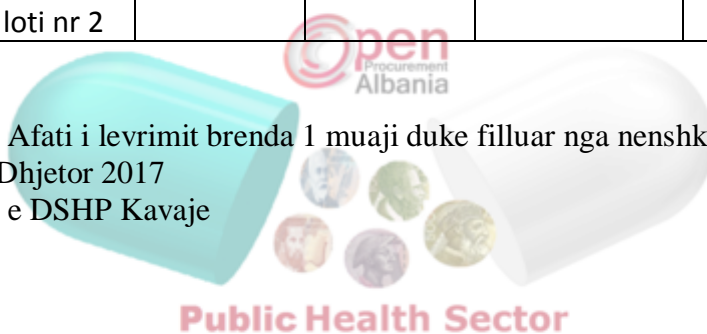 loti nr 2
Open
Procurement
Albania
Afati i levrimit brenda 1 muaji duke filluar nga nenshk
Dhjetor 2017
e DSHP Kavaje
Public Health Sector